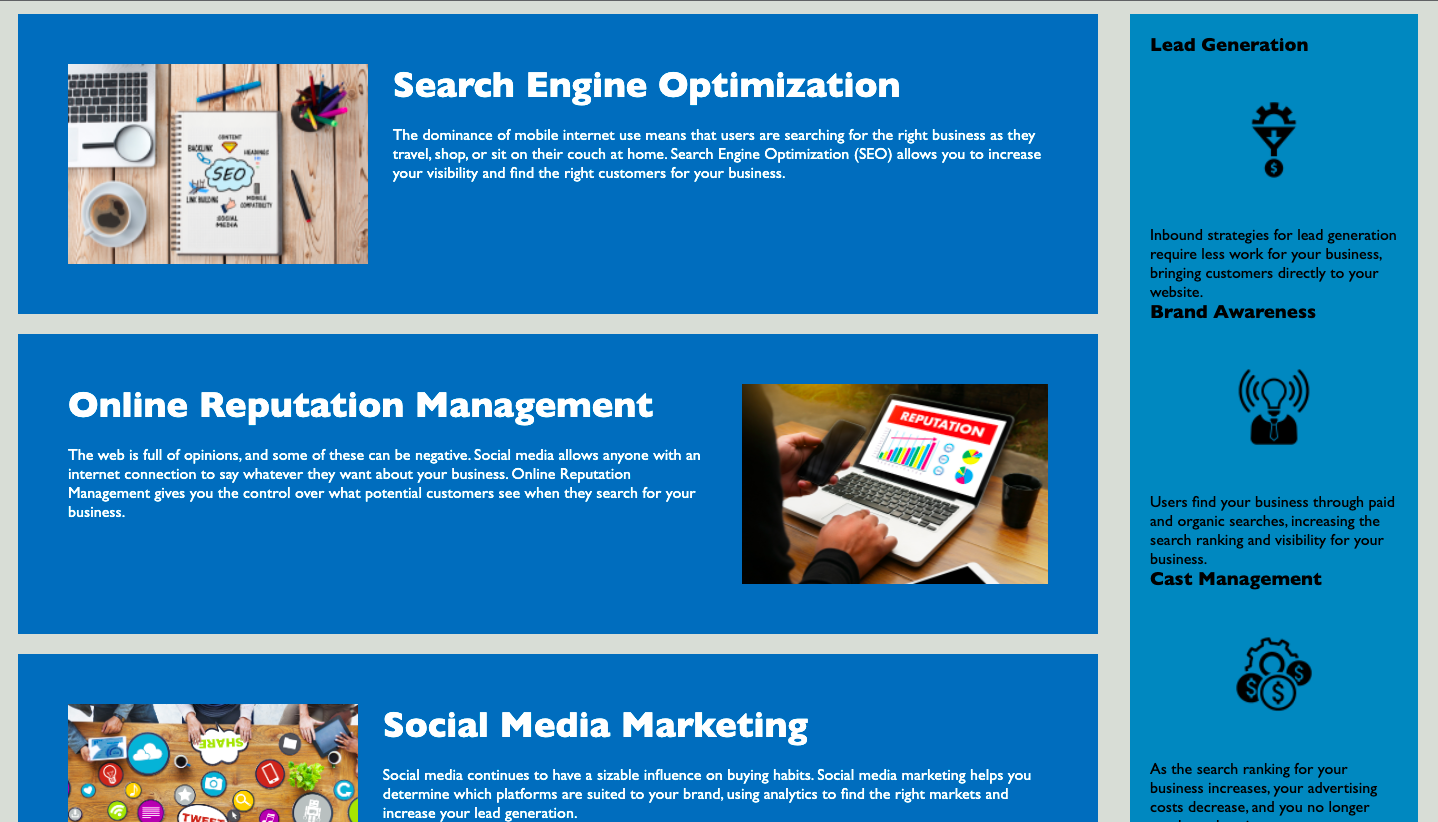 Search Engine Optimization
The dominance of mobile internet use means that users are searching for the right business as they
travel, shop, or sit on their couch at home. Search Engine Optimization (SEO) allows you to increase
your visibility and find the right customers for your business.
CONTENT
BACKLINK
HEADINGS
SEO
LINK BUILDING
MOBILE
COMPATIBILITY
SOCIAL
MEDIA
Online Reputation Management
The web is full of opinions, and some of these can be negative. Social media allows anyone with an
internet connection to say whatever they want about your business. Online Reputation
Management gives you the control over what potential customers see when they search for your
business.
REPUTATION
Social Media Marketing
Social media continues to have a sizable influence on buying habits. Social media marketing helps you
determine which platforms are suited to your brand, using analytics to find the right markets and
increase your lead generation.
SHARE
TWEET
Lead Generation
Inbound strategies for lead generation
require less work for your business,
bringing customers directly to your
website.
Brand Awareness
Users find your business through paid
and organic searches, increasing the
search ranking and visibility for your
business.
Cast Management
As the search ranking for your
business increases, your advertising
costs decrease, and you no longer